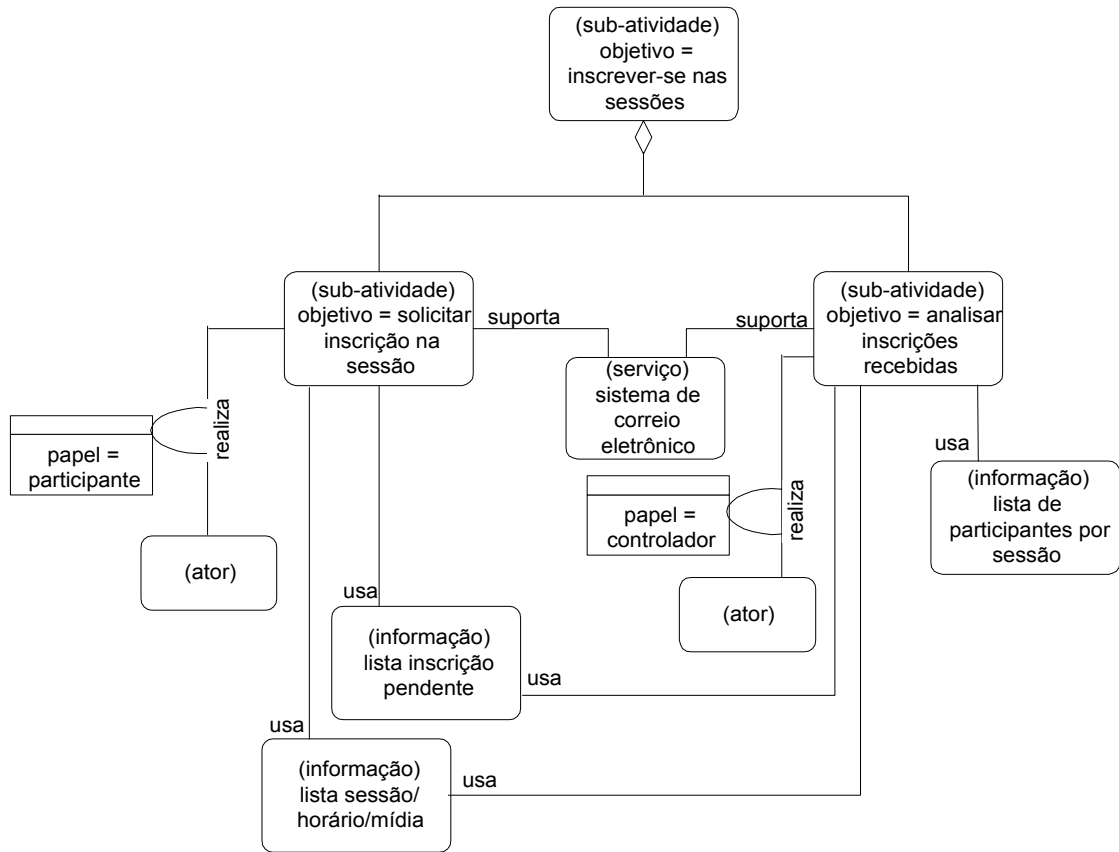 (sub-atividade)
objetivo =
inscrever-se nas
sessões
(sub-atividade)
objetivo = solicitar
inscrição na
sessão
suporta
suporta
(sub-atividade)
objetivo = analisar
inscrições
recebidas
(serviço)
sistema de
correio
eletrônico
realiza
papel =
participante
(ator)
papel =
controlador
realiza
(ator)
usa
(informação)
lista de
participantes por
sessão
usa
(informação)
lista inscrição
pendente
usa
usa
(informação)
lista sessão/
horário/mídia
usa